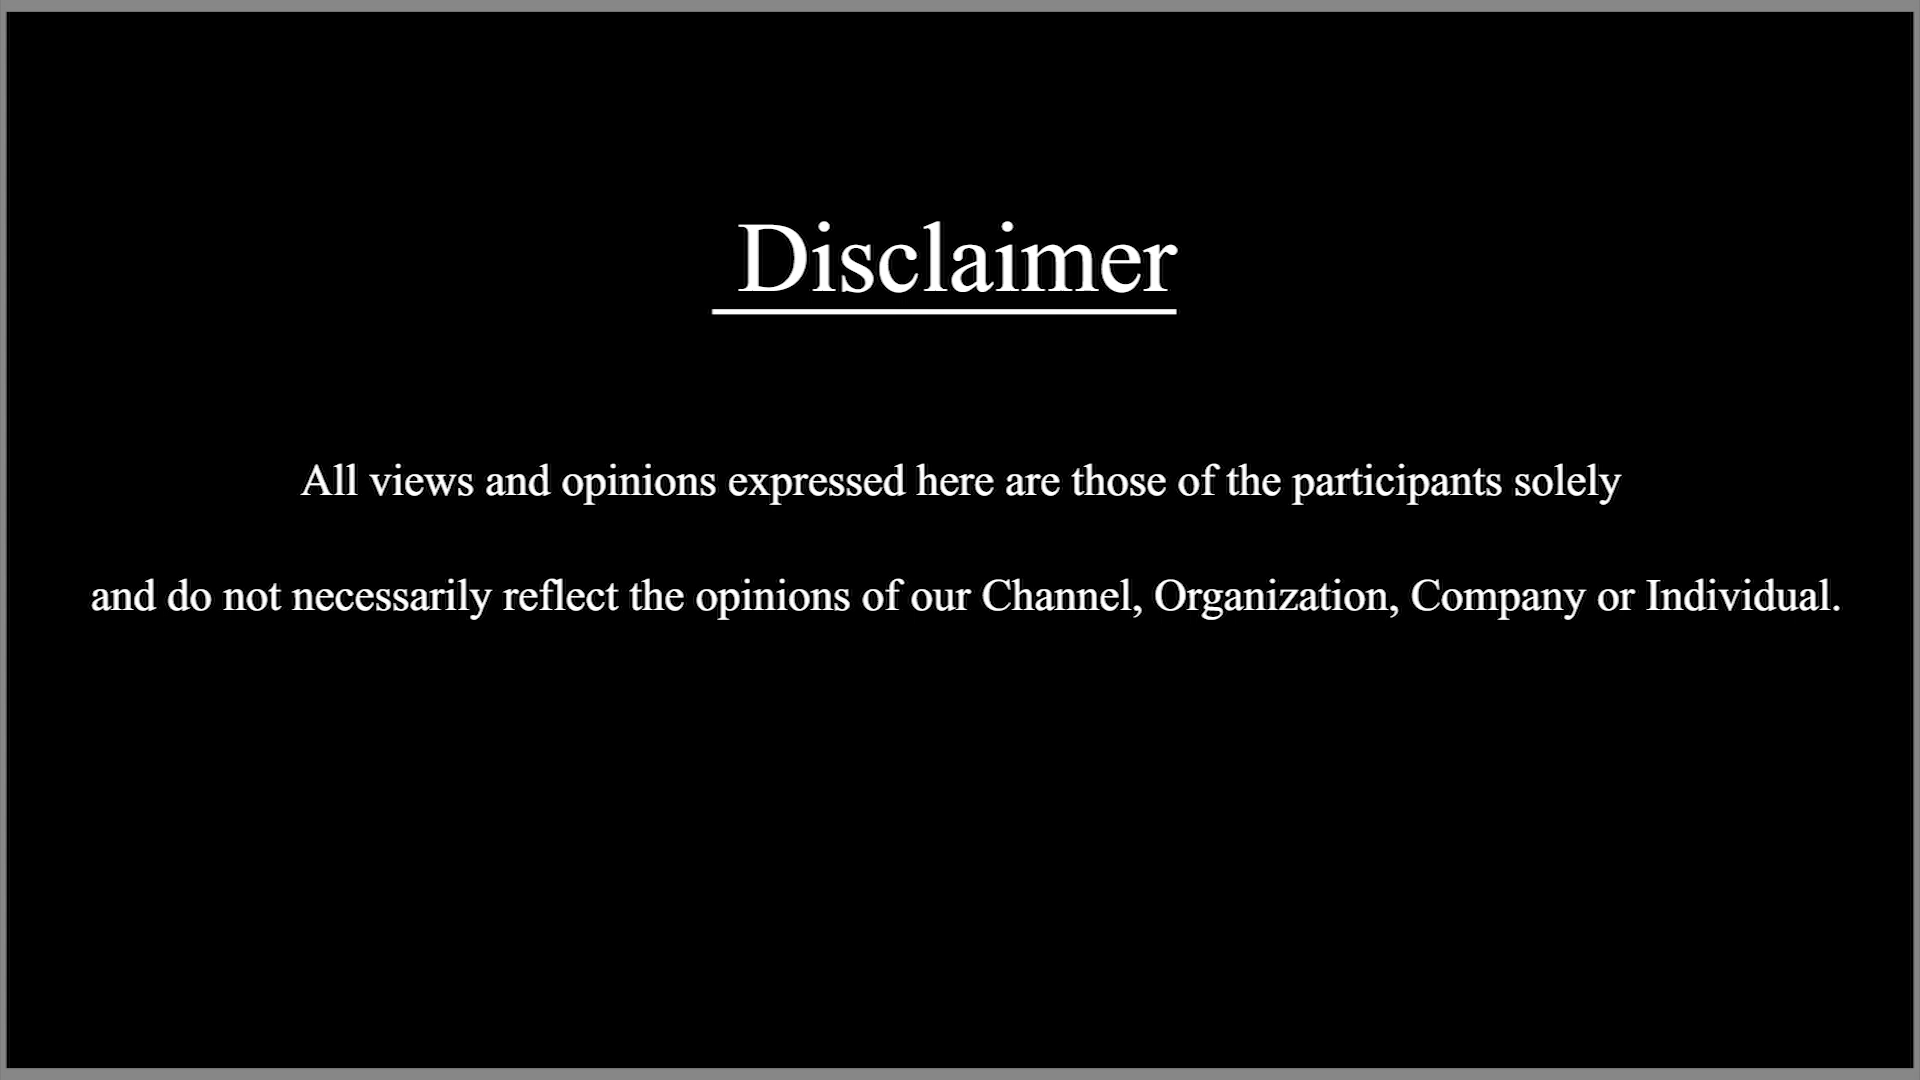 Disclaimer
All views and opinions expressed here are those of the participants solely
and do not necessarily reflect the opinions of our Channel, Organization, Company or Individual.